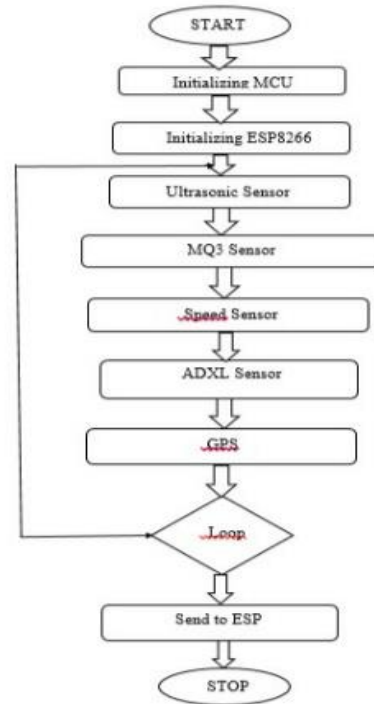 START
Initializing MCU
Initializing ESP8266
Ultrasonic Sensor
MQ3 Sensor
Speed Sensor
ADXL Sensor
GPS
Loop
Send to ESP
STOP